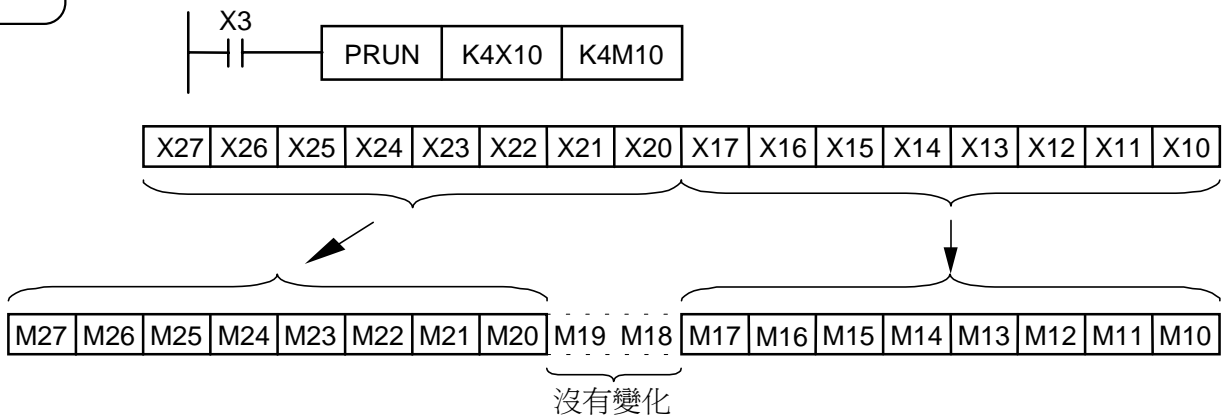 X3
PRUN K4X10 K4M10
X27 X26 X25 X24 X23 X22 X21 X20 X17 X16 X15 X14 X13 X12 X11 X10
M27 M26 M25 M24 M23 M22 M21 M20 M19 M18 M17 M16 M15 M14 M13 M12 M11 M10
沒有變化